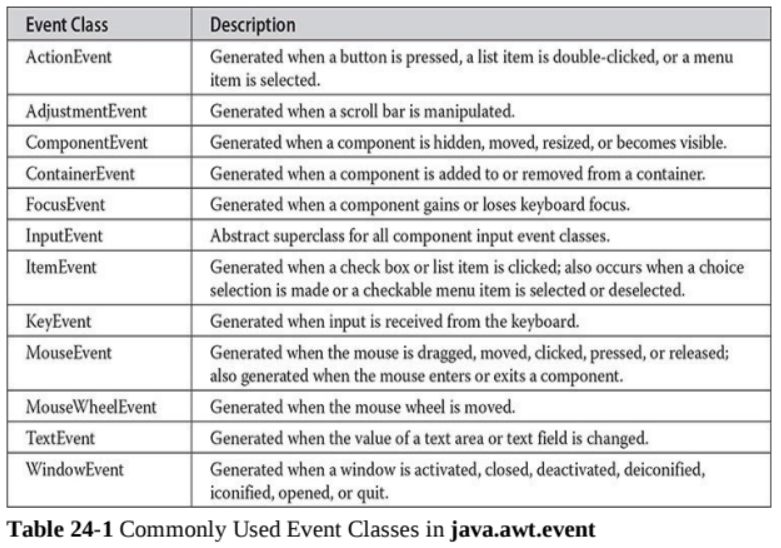 Event Class Description
ActionEvent Generated when a button is pressed, a list item is double-clicked, or a menu
item is selected.
AdjustmentEvent Generated when a scroll bar is manipulated.
ComponentEvent Generated when a component is hidden, moved, resized, or becomes visible.
ContainerEvent Generated when a component is added to or removed from a container.
FocusEvent Generated when a component gains or loses keyboard focus.
InputEvent Abstract superclass for all component input event classes.
ItemEvent Generated when a check box or list item is clicked; also occurs when a choice
selection is made or a checkable menu item is selected or deselected.
KeyEvent Generated when input is received from the keyboard.
MouseEvent Generated when the mouse is dragged, moved, clicked, pressed, or released;
also generated when the mouse enters or exits a component.
MouseWheelEvent Generated when the mouse wheel is moved.
TextEvent Generated when the value of a text area or text field is changed.
WindowEvent Generated when a window is activated, closed, deactivated, deiconified,
iconified, opened, or quit.
Table 24-1 Commonly Used Event Classes in java.awt.event